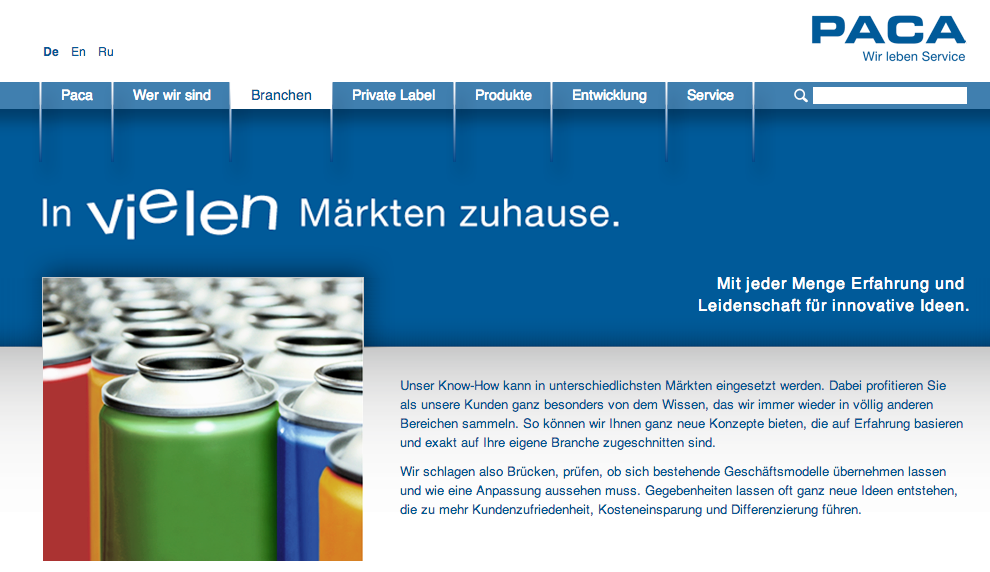 De En Ru
PACA
Wir leben Service
Paca Wer wir sind Branchen Private Label Produkte Entwicklung Service
In vielen Märkten zuhause.
Mit jeder Menge Erfahrung und
Leidenschaft für innovative Ideen.
Unser Know-How kann in unterschiedlichsten Märkten eingesetzt werden. Dabei profitieren Sie
als unsere Kunden ganz besonders von dem Wissen, das wir immer wieder in völlig anderen
Bereichen sammeln. So können wir Ihnen ganz neue Konzepte bieten, die auf Erfahrung basieren
und exakt auf Ihre eigene Branche zugeschnitten sind.
Wir schlagen also Brücken, prüfen, ob sich bestehende Geschäftsmodelle übernehmen lassen
und wie eine Anpassung aussehen muss. Gegebenheiten lassen oft ganz neue Ideen entstehen,
die zu mehr Kundenzufriedenheit, Kosteneinsparung und Differenzierung führen.